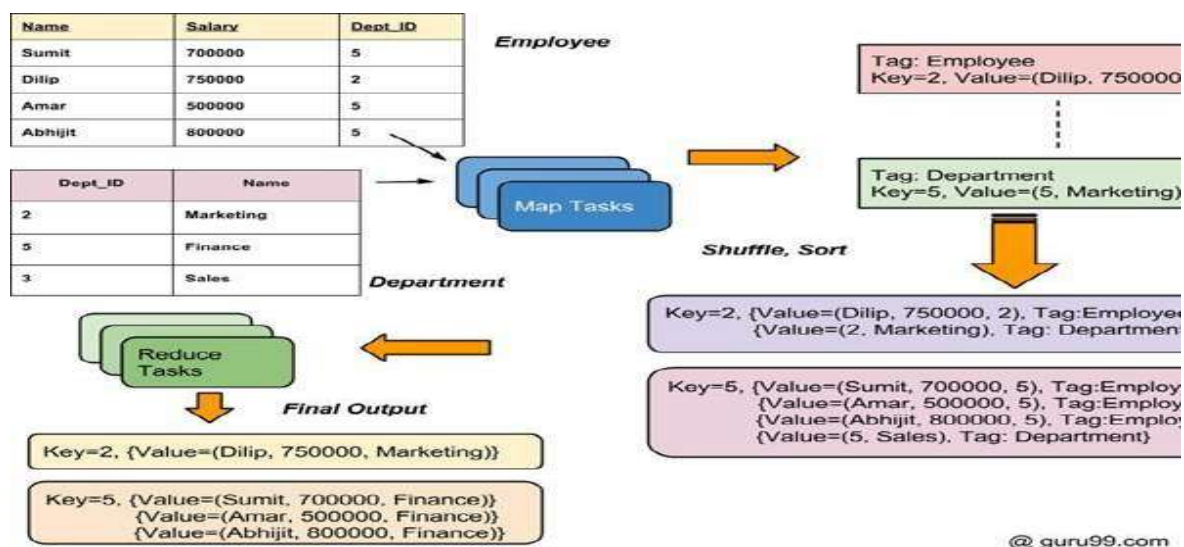 Name Salary Dept_ID
Sumit 700000 5
Dilip 750000 2
Amar 500000 5
Abhijit 800000 5
Employee
Dept_ID Name
2 Marketing
5 Finance
3 Sales
Department
Map Tasks
Tag: Employee
Key=2, Value=(Dilip, 750000
Tag: Department
Key=5, Value=(5, Marketing)
Shuffle, Sort
Key=2, {Value=(Dilip, 750000, 2), Tag:Employee
{Value=(2, Marketing), Tag: Department
Key=5, {Value=(Sumit, 700000, 5), Tag:Employ
{Value=(Amar, 500000, 5), Tag:Employ
{Value=(Abhijit, 800000, 5), Tag:Employ
{Value=(5, Sales), Tag: Department}
Reduce
Tasks
Final Output
Key=2, {Value=(Dilip, 750000, Marketing)}
Key=5, {Value=(Sumit, 700000, Finance)}
{Value=(Amar, 500000, Finance)}
{Value=(Abhijit, 800000, Finance)}
@ guru99.com